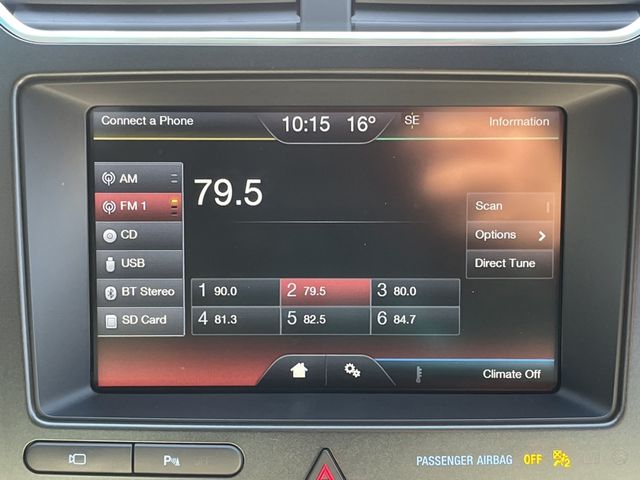 Connect a Phone 10:15 16° SE Information
AM
FM 1
CD
USB
BT Stereo
SD Card
79.5
Scan
Options
Direct Tune
1 90.0 2 79.5 3 80.0
4 81.3 5 82.5 6 84.7
Climate Off
P
PASSENGER AIRBAG OFF 2